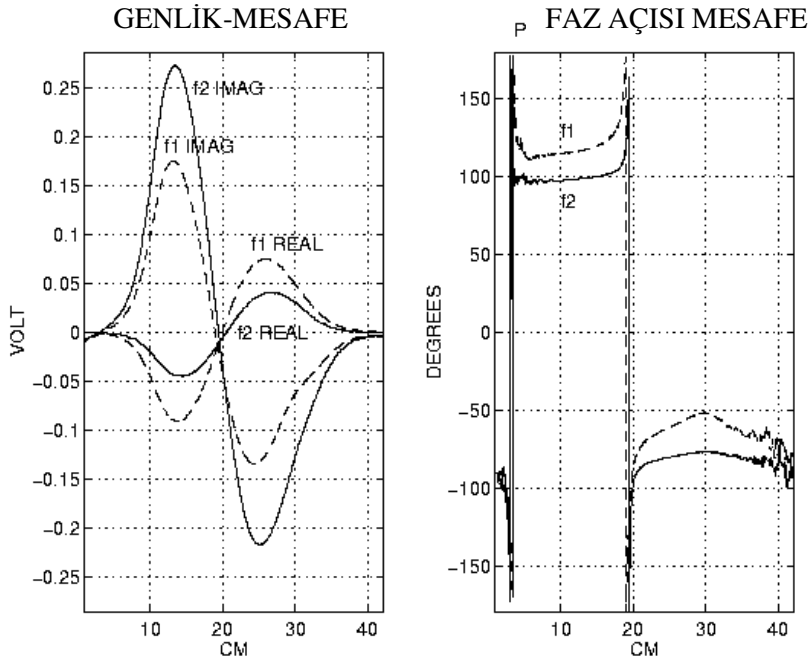 GENLİK-MESAFE
P FAZ AÇISI MESAFE
0.25
0.2
0.15
0.1
0.05
0
−0.05
−0.1
−0.15
−0.2
−0.25
VOLT
f2 IMAG
f1 IMAG
f1 REAL
f2 REAL
10 20 30 40
CM
150
100
50
0
−50
−100
−150
DEGREES
f1
f2
10 20 30 40
CM